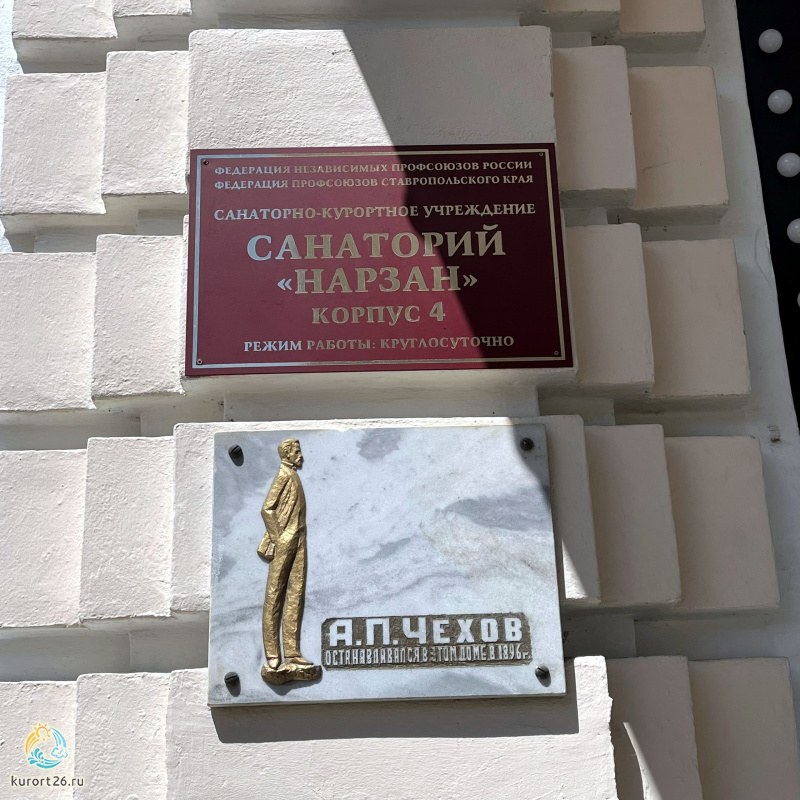 ФЕДЕРАЦИЯ НЕЗАВИСИМЫХ ПРОФСОЮЗОВ РОССИИ
ФЕДЕРАЦИЯ ПРОФСОЮЗОВ СТАВРОПОЛЬСКОГО КРАЯ
САНАТОРНО-КУРОРТНОЕ УЧРЕЖДЕНИЕ
САНАТОРИЙ
«НАРЗАН»
КОРПУС 4
РЕЖИМ РАБОТЫ: КРУГЛОСУТОЧНО
А.П.ЧЕХОВ
ОСТАНАВЛИВАЛСЯ В ЭТОМ ДОМЕ В 1896 г.
kurort26.ru